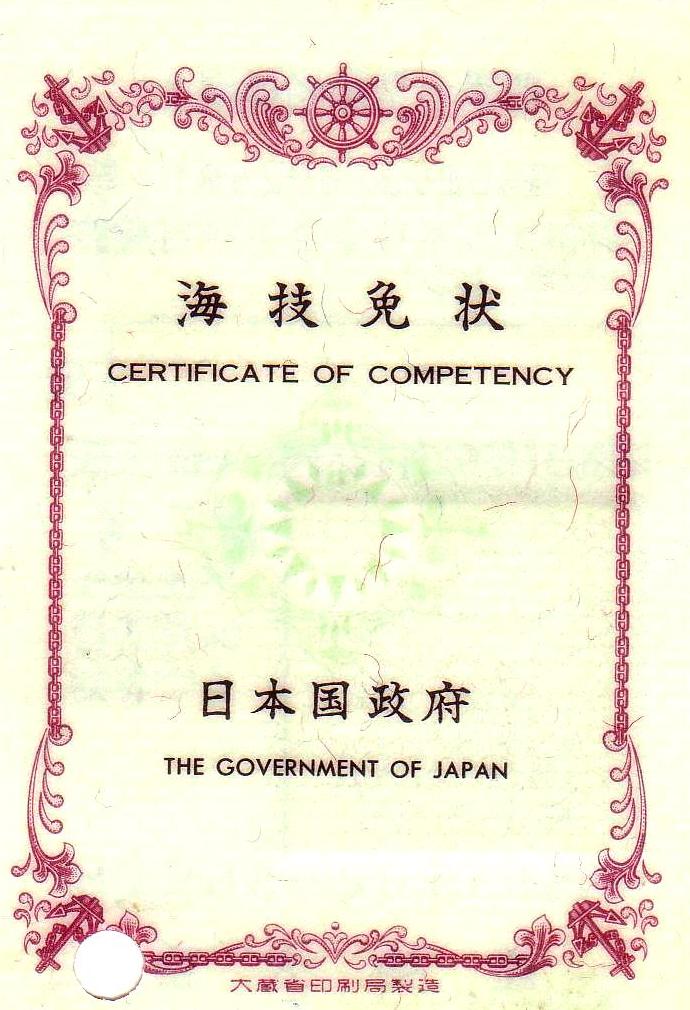 海技免状
CERTIFICATE OF COMPETENCY
日本国政府
THE GOVERNMENT OF JAPAN
大蔵省印刷局製造